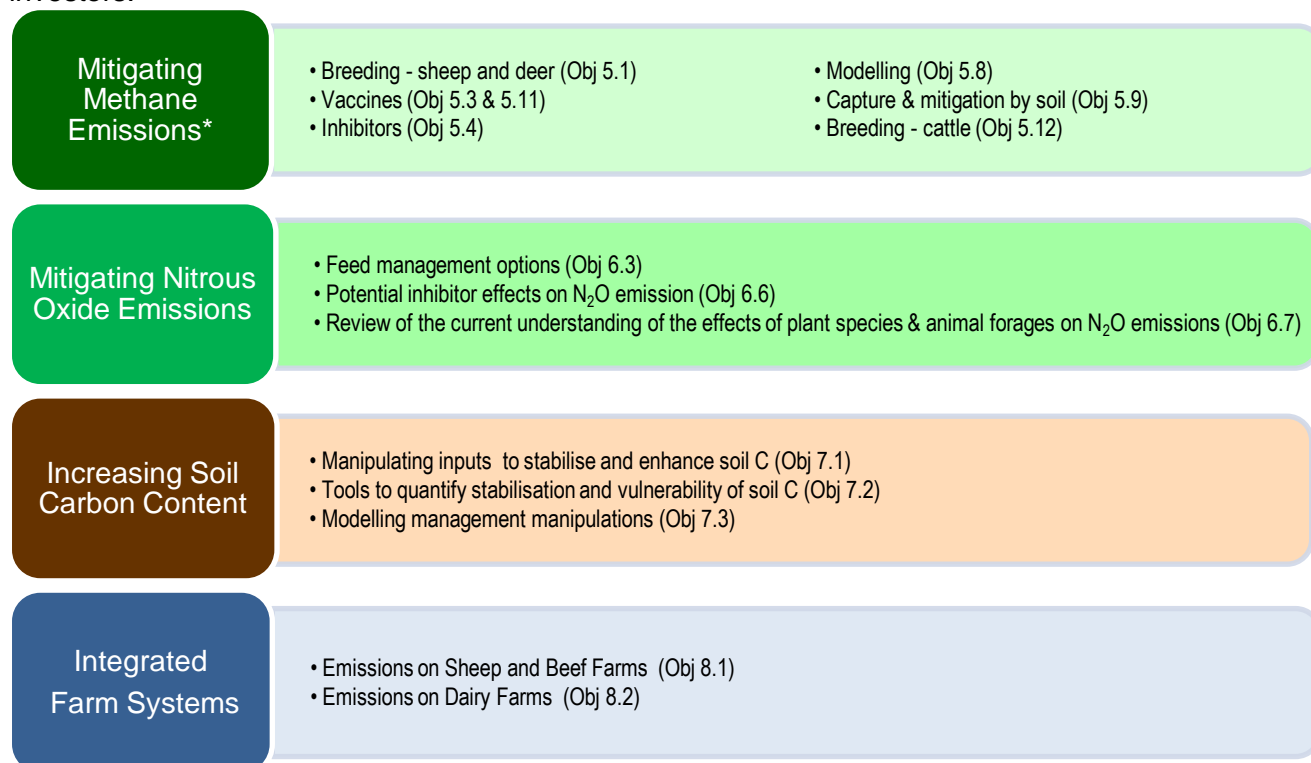 Mitigating
Methane
Emissions*
• Breeding - sheep and deer (Obj 5.1)
• Vaccines (Obj 5.3 & 5.11)
• Inhibitors (Obj 5.4)
• Modelling (Obj 5.8)
• Capture & mitigation by soil (Obj 5.9)
• Breeding - cattle (Obj 5.12)
Mitigating Nitrous
Oxide Emissions
• Feed management options (Obj 6.3)
• Potential inhibitor effects on N₂O emission (Obj 6.6)
• Review of the current understanding of the effects of plant species & animal forages on N₂O emissions (Obj 6.7)
Increasing Soil
Carbon Content
• Manipulating inputs to stabilise and enhance soil C (Obj 7.1)
• Tools to quantify stabilisation and vulnerability of soil C (Obj 7.2)
• Modelling management manipulations (Obj 7.3)
Integrated
Farm Systems
• Emissions on Sheep and Beef Farms (Obj 8.1)
• Emissions on Dairy Farms (Obj 8.2)